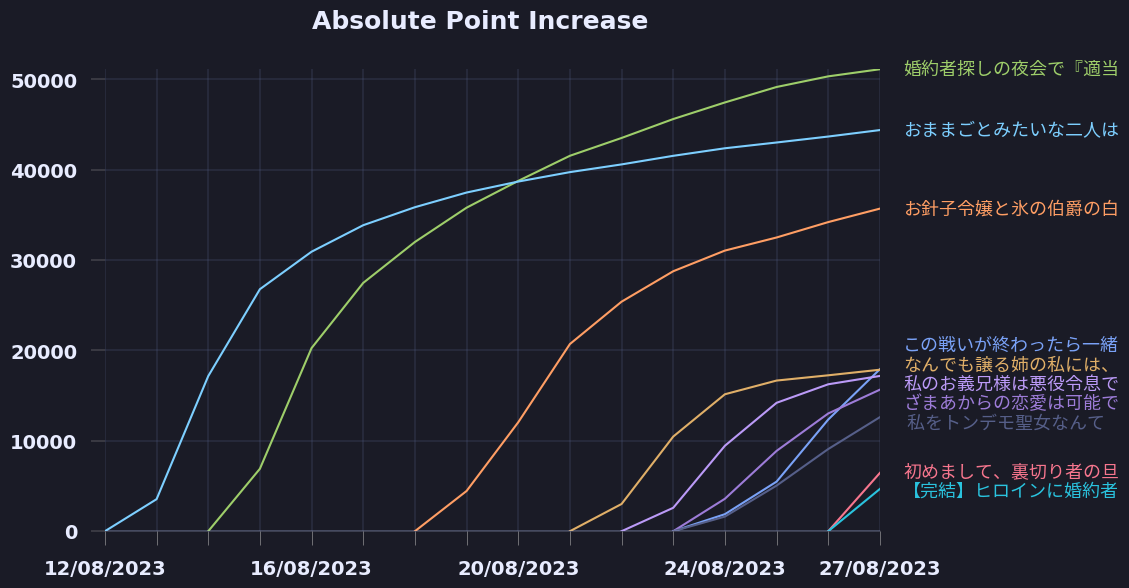 Absolute Point Increase
50000
40000
30000
20000
10000
0
12/08/2023
16/08/2023
20/08/2023
24/08/2023
27/08/2023
婚約者探しの夜会で『適当
おままごとみたいな二人は
お針子令嬢と氷の伯爵の白
この戦いが終わったら一緒
なんでも譲る姉の私には、
私のお義兄様は悪役令息で
ざまあからの恋愛は可能で
私をトンデモ聖女なんて
初めまして、裏切り者の旦
【完結】ヒロインに婚約者